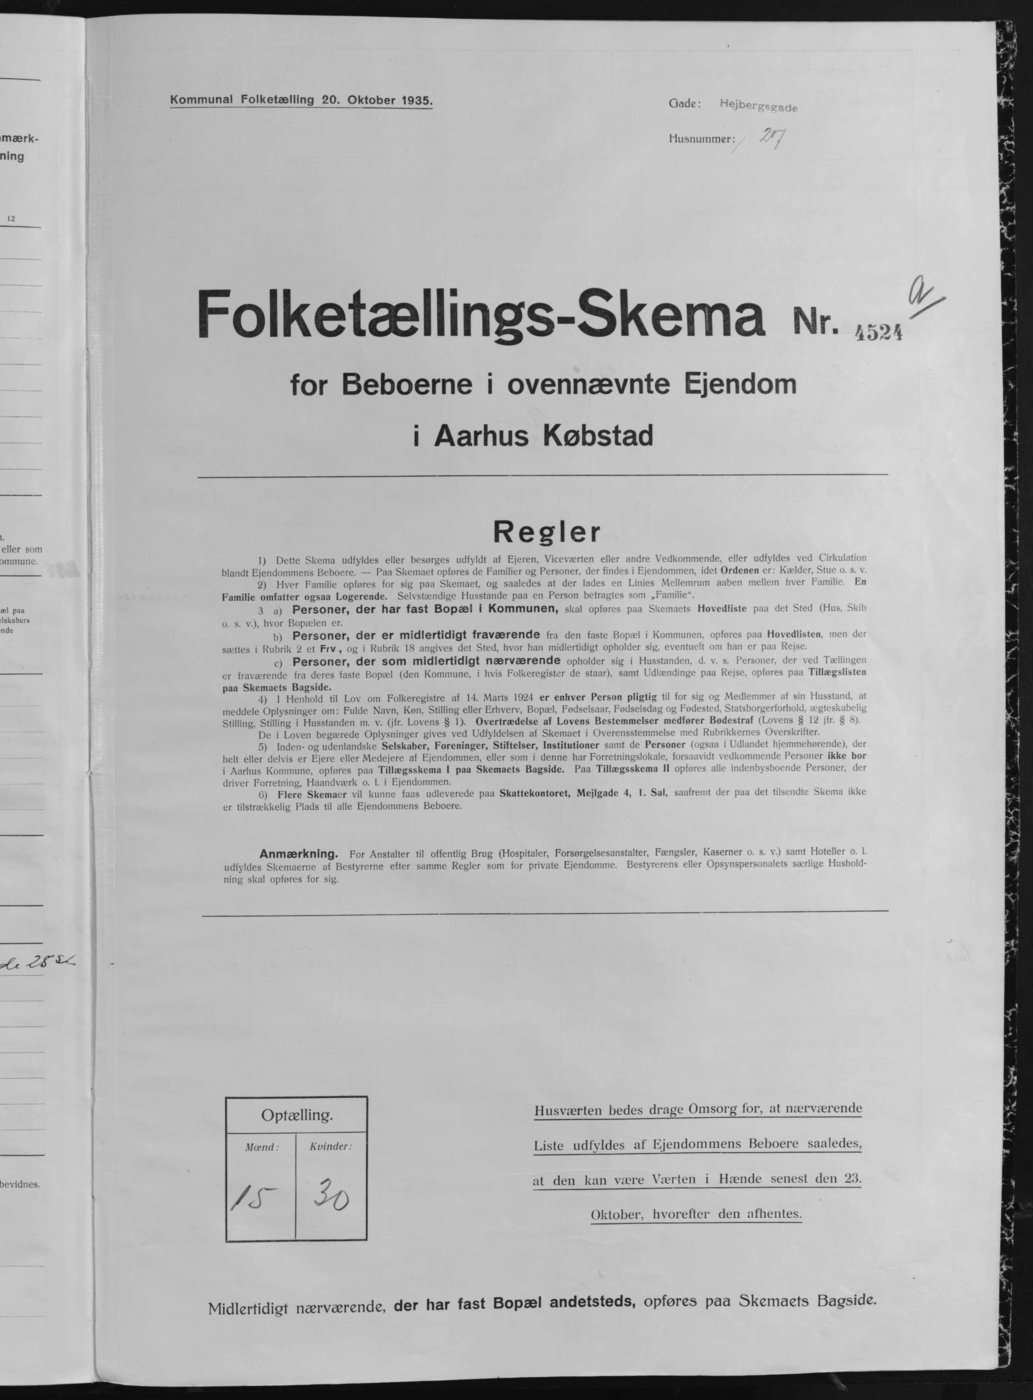 mærk-
ning
12
eller som
ommune.
æl paa
elskabers
nde
de 25 St
bevidnes.
Kommunal Folketælling 20. Oktober 1935.
Gade: Hejbergsgade
Husnummer: 27
Folketællings-Skema Nr. 4524 a
for Beboerne i ovennævnte Ejendom
i Aarhus Købstad
Regler
1) Dette Skema udfyldes eller besørges udfyldt af Ejeren, Viceværten eller andre Vedkommende, eller udfyldes ved Cirkulation
blandt Ejendommens Beboere. — Paa Skemaet opføres de Familier og Personer, der findes i Ejendommen, idet Ordenen er: Kælder, Stue o. s. v.
2) Hver Familie opføres for sig paa Skemaet, og saaledes at der lades en Linies Mellemrum aaben mellem hver Familie. En
Familie omfatter ogsaa Logerende. Selvstændige Husstande paa en Person betragtes som „Familie“.
3 a) Personer, der har fast Bopæl i Kommunen, skal opføres paa Skemaets Hovedliste paa det Sted (Hus, Skib
o. s. v.), hvor Bopælen er.
b) Personer, der er midlertidigt fraværende fra den faste Bopæl i Kommunen, opføres paa Hovedlisten, men der
sættes i Rubrik 2 et Frv, og i Rubrik 18 angives det Sted, hvor han midlertidigt opholder sig, eventuelt om han er paa Rejse.
c) Personer, der som midlertidigt nærværende opholder sig i Husstanden, d. v. s. Personer, der ved Tællingen
er fraværende fra deres faste Bopæl (den Kommune, i hvis Folkeregister de staar), samt Udlændinge paa Rejse, opføres paa Tillægslisten
paa Skemaets Bagside.
4) I Henhold til Lov om Folkeregistre af 14. Marts 1924 er enhver Person pligtig til for sig og Medlemmer af sin Husstand, at
meddele Oplysninger om: Fulde Navn, Køn, Stilling eller Erhverv, Bopæl, Fødselsaar, Fødselsdag og Fødested, Statsborgerforhold, ægteskabelig
Stilling, Stilling i Husstanden m. v. (jfr. Lovens § 1). Overtrædelse af Lovens Bestemmelser medfører Bødestraf (Lovens § 12 jfr. § 8).
De i Loven begærede Oplysninger gives ved Udfyldelsen af Skemaet i Overensstemmelse med Rubrikkernes Overskrifter.
5) Inden- og udenlandske Selskaber, Foreninger, Stiftelser, Institutioner samt de Personer (ogsaa i Udlandet hjemmehørende), der
helt eller delvis er Ejere eller Medejere af Ejendommen, eller som i denne har Forretningslokale, forsaavidt vedkommende Personer ikke bor
i Aarhus Kommune, opføres paa Tillægsskema I paa Skemaets Bagside. Paa Tillægsskema II opføres alle indenbysboende Personer, der
driver Forretning, Haandværk o. l. i Ejendommen.
6) Flere Skemaer vil kunne faas udleverede paa Skattekontoret, Mejlgade 4, 1. Sal, saafremt der paa det tilsendte Skema ikke
er tilstrækkelig Plads til alle Ejendommens Beboere.
Anmærkning. For Anstalter til offentlig Brug (Hospitaler, Forsørgelsesanstalter, Fængsler, Kaserner o. s. v.) samt Hoteller o. l.
udfyldes Skemaerne af Bestyrerne efter samme Regler som for private Ejendomme. Bestyrerens eller Opsynspersonalets særlige Hushold-
ning skal opføres for sig.
Optælling.
Mænd: Kvinder:
15 30
Husværten bedes drage Omsorg for, at nærværende
Liste udfyldes af Ejendommens Beboere saaledes,
at den kan være Værten i Hænde senest den 23.
Oktober, hvorefter den afhentes.
Midlertidigt nærværende, der har fast Bopæl andetsteds, opføres paa Skemaets Bagside.